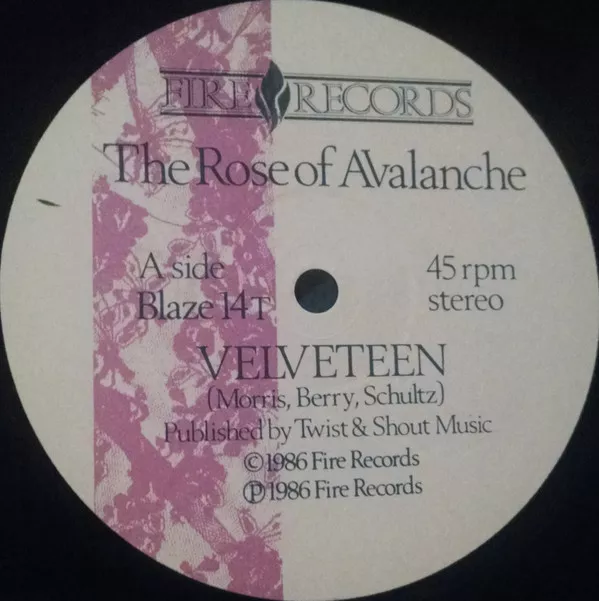 FIRE RECORDS
The Rose of Avalanche
A side
45 rpm
Blaze 14T
stereo
VELVETEEN
(Morris, Berry, Schultz)
Published by Twist & Shout Music
© 1986 Fire Records
℗ 1986 Fire Records